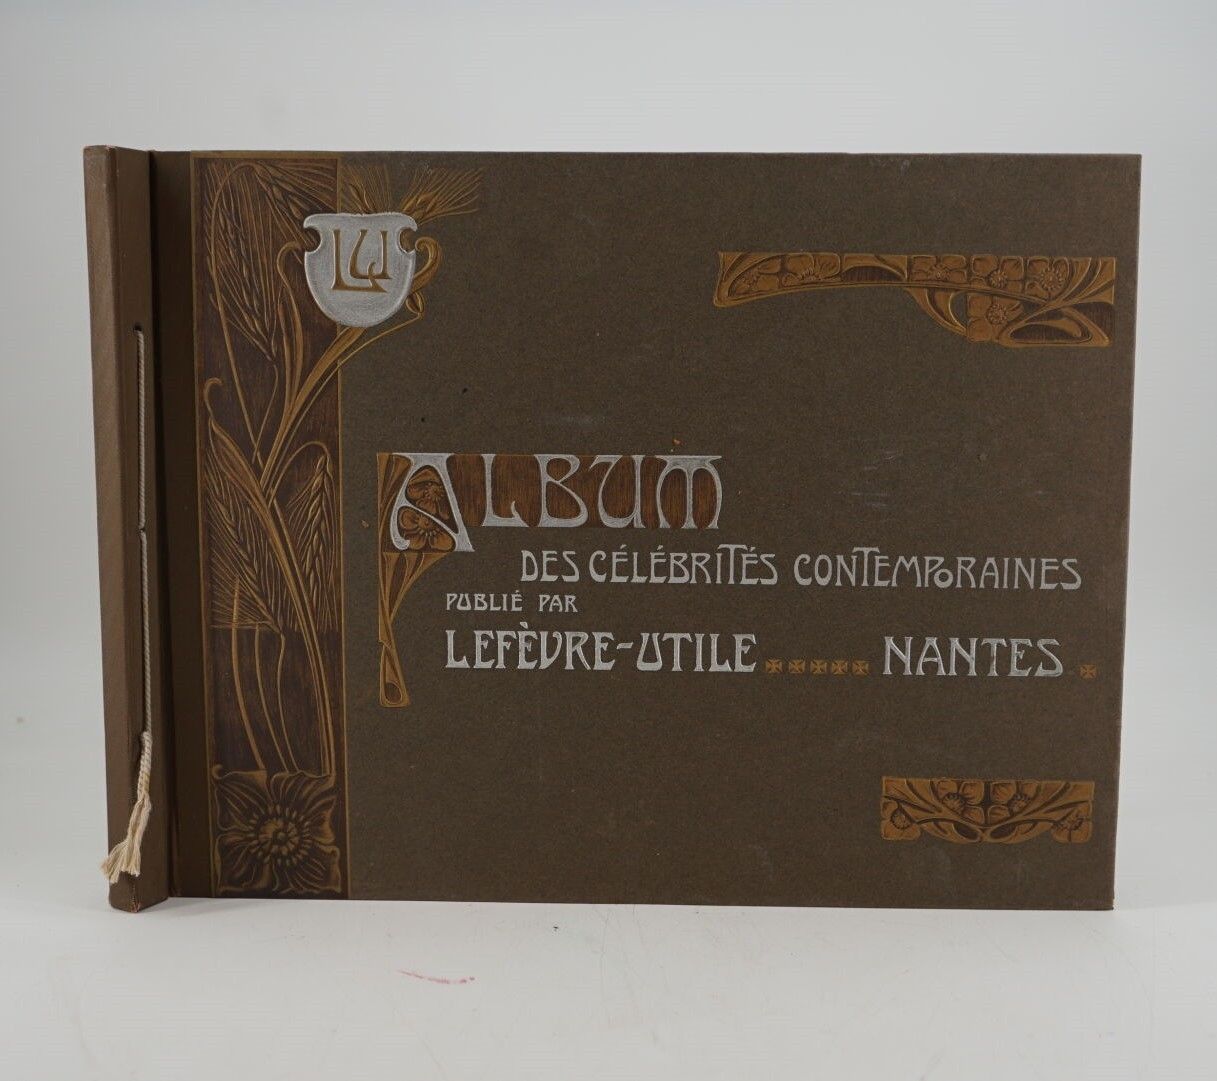 LU
ALBUM
DES CÉLÉBRITÉS CONTEMPORAINES
PUBLIÉ PAR
LEFÈVRE-UTILE NANTES